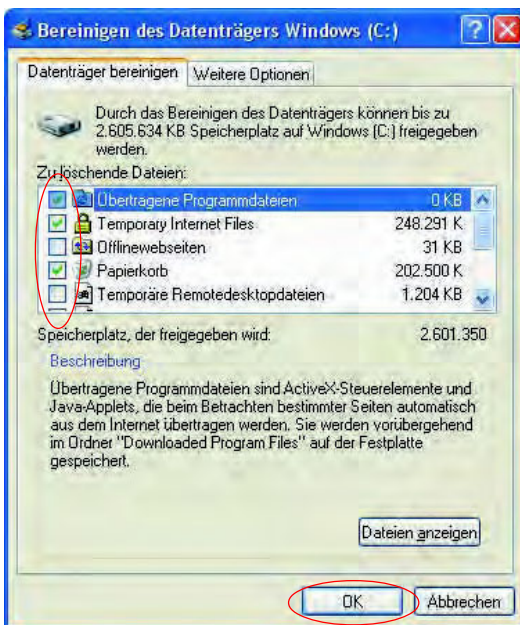 Bereinigen des Datenträgers Windows (C:)
Datenträger bereinigen Weitere Optionen
Durch das Bereinigen des Datenträgers können bis zu
2.605.634 KB Speicherplatz auf Windows (C:) freigegeben
werden.
Zu löschende Dateien:
Übertragene Programmdateien 0 KB
Temporary Internet Files 248.291 K
Offlinewebseiten 31 KB
Papierkorb 202.500 K
Temporäre Remotedesktopdateien 1.204 KB
Speicherplatz, der freigegeben wird: 2.601.350
Beschreibung
Übertragene Programmdateien sind ActiveX-Steuerelemente und
Java-Applets, die beim Betrachten bestimmter Seiten automatisch
aus dem Internet übertragen werden. Sie werden vorübergehend
im Ordner "Downloaded Program Files" auf der Festplatte
gespeichert.
Dateien anzeigen
OK Abbrechen